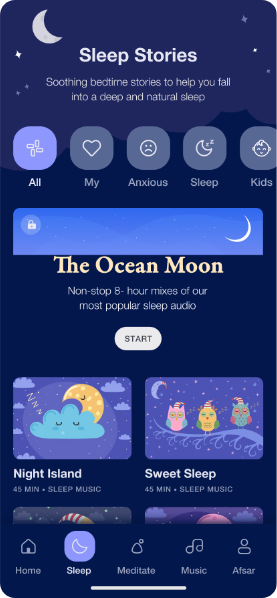 Sleep Stories
Soothing bedtime stories to help you fall
into a deep and natural sleep
All
My
Anxious
Sleep
Kids
The Ocean Moon
Non-stop 8- hour mixes of our
most popular sleep audio
START
Night Island
45 MIN • SLEEP MUSIC
Sweet Sleep
45 MIN • SLEEP MUSIC
Home
Sleep
Meditate
Music
Afsar